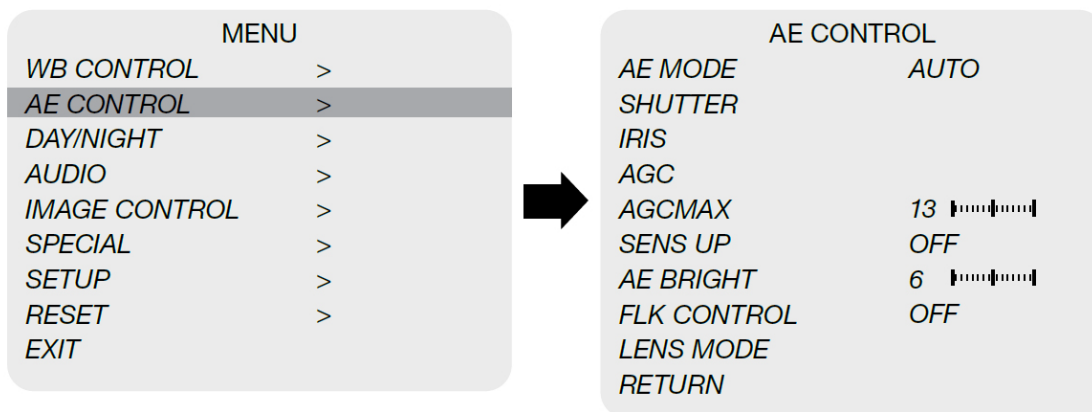 MENU
WB CONTROL >
AE CONTROL >
DAY/NIGHT >
AUDIO >
IMAGE CONTROL >
SPECIAL >
SETUP >
RESET >
EXIT
AE CONTROL
AE MODE AUTO
SHUTTER
IRIS
AGC
AGCMAX 13
SENS UP OFF
AE BRIGHT 6
FLK CONTROL OFF
LENS MODE
RETURN